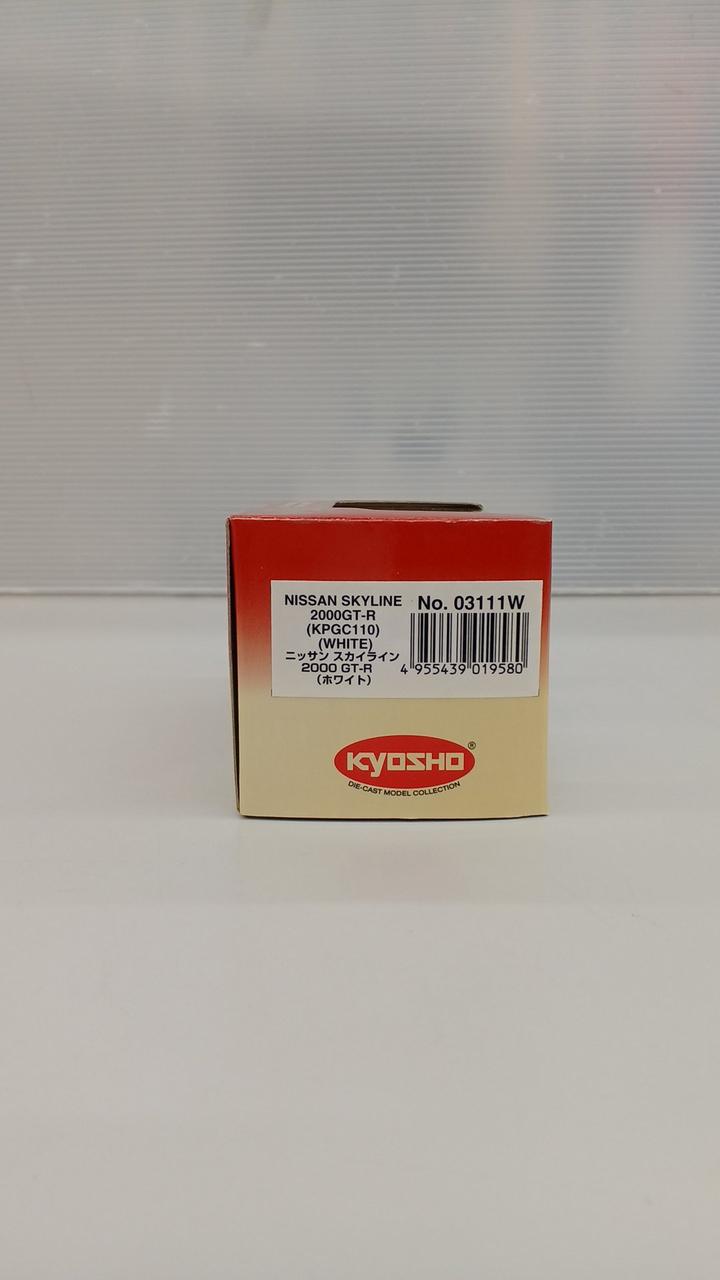 NISSAN SKYLINE
2000GT-R
(KPGC110)
(WHITE)
ニッサン スカイライン
2000 GT-R
(ホワイト)
No. 03111W
4 955439 019580
KYOSHO®
DIE-CAST MODEL COLLECTION